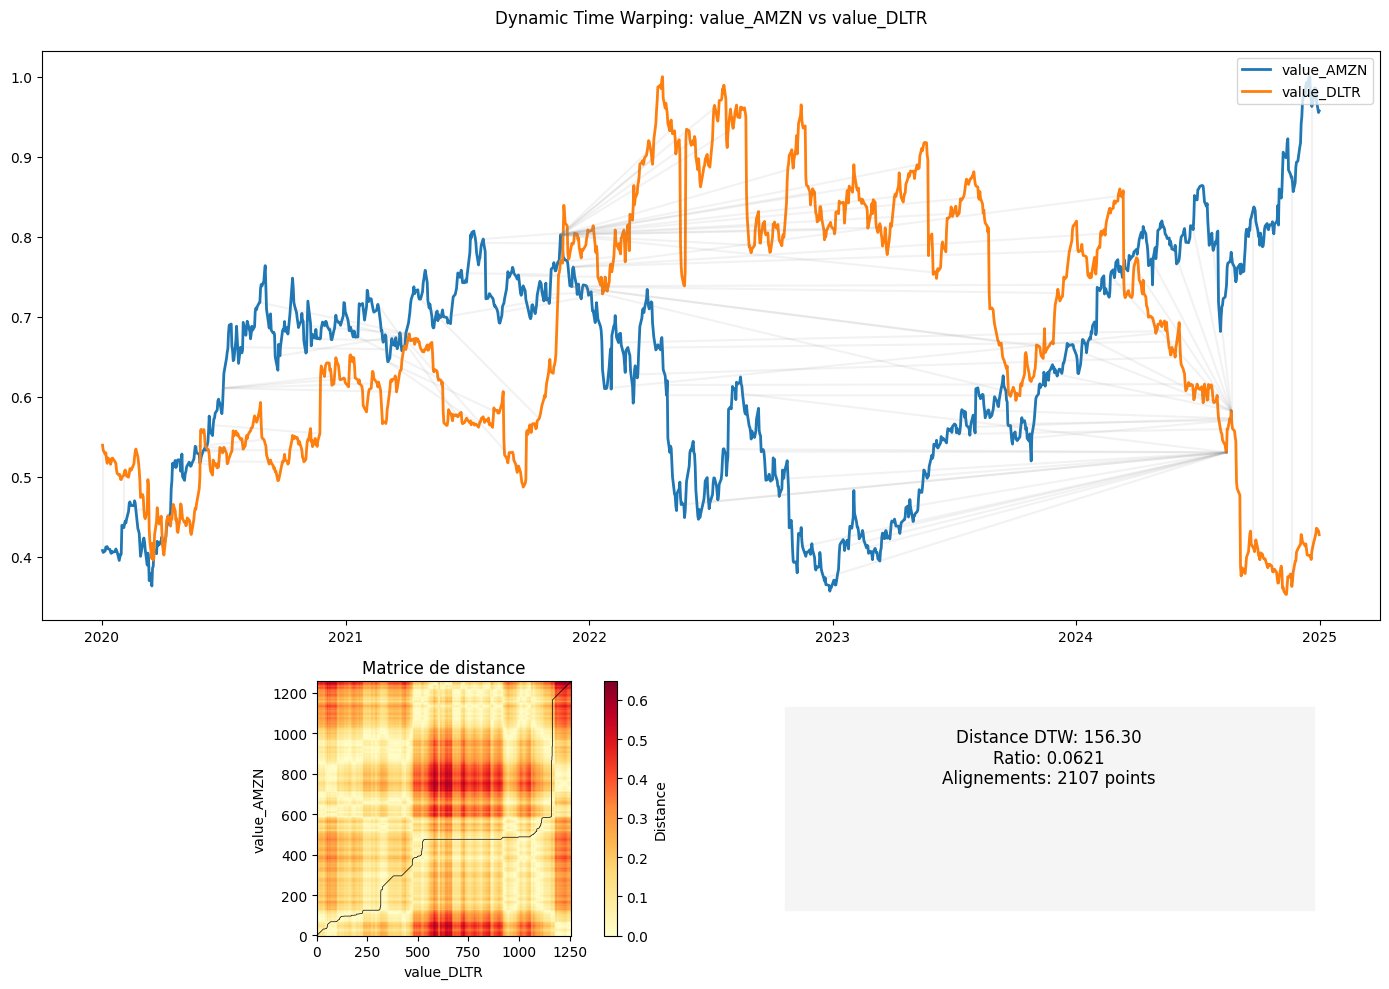 Dynamic Time Warping: value_AMZN vs value_DLTR
value_AMZN
value_DLTR
1.0
0.9
0.8
0.7
0.6
0.5
0.4
2020 2021 2022 2023 2024 2025
Matrice de distance
value_AMZN
1200
1000
800
600
400
200
0
0 250 500 750 1000 1250
value_DLTR
0.6
0.5
0.4
0.3
0.2
0.1
0.0
Distance
Distance DTW: 156.30
Ratio: 0.0621
Alignements: 2107 points